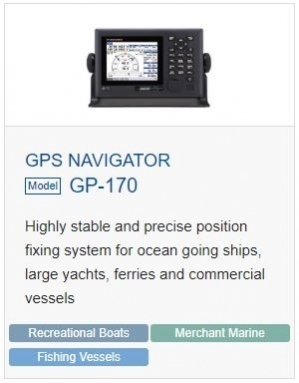 GPS NAVIGATOR
Model GP-170
Highly stable and precise position
fixing system for ocean going ships,
large yachts, ferries and commercial
vessels
Recreational Boats Merchant Marine
Fishing Vessels